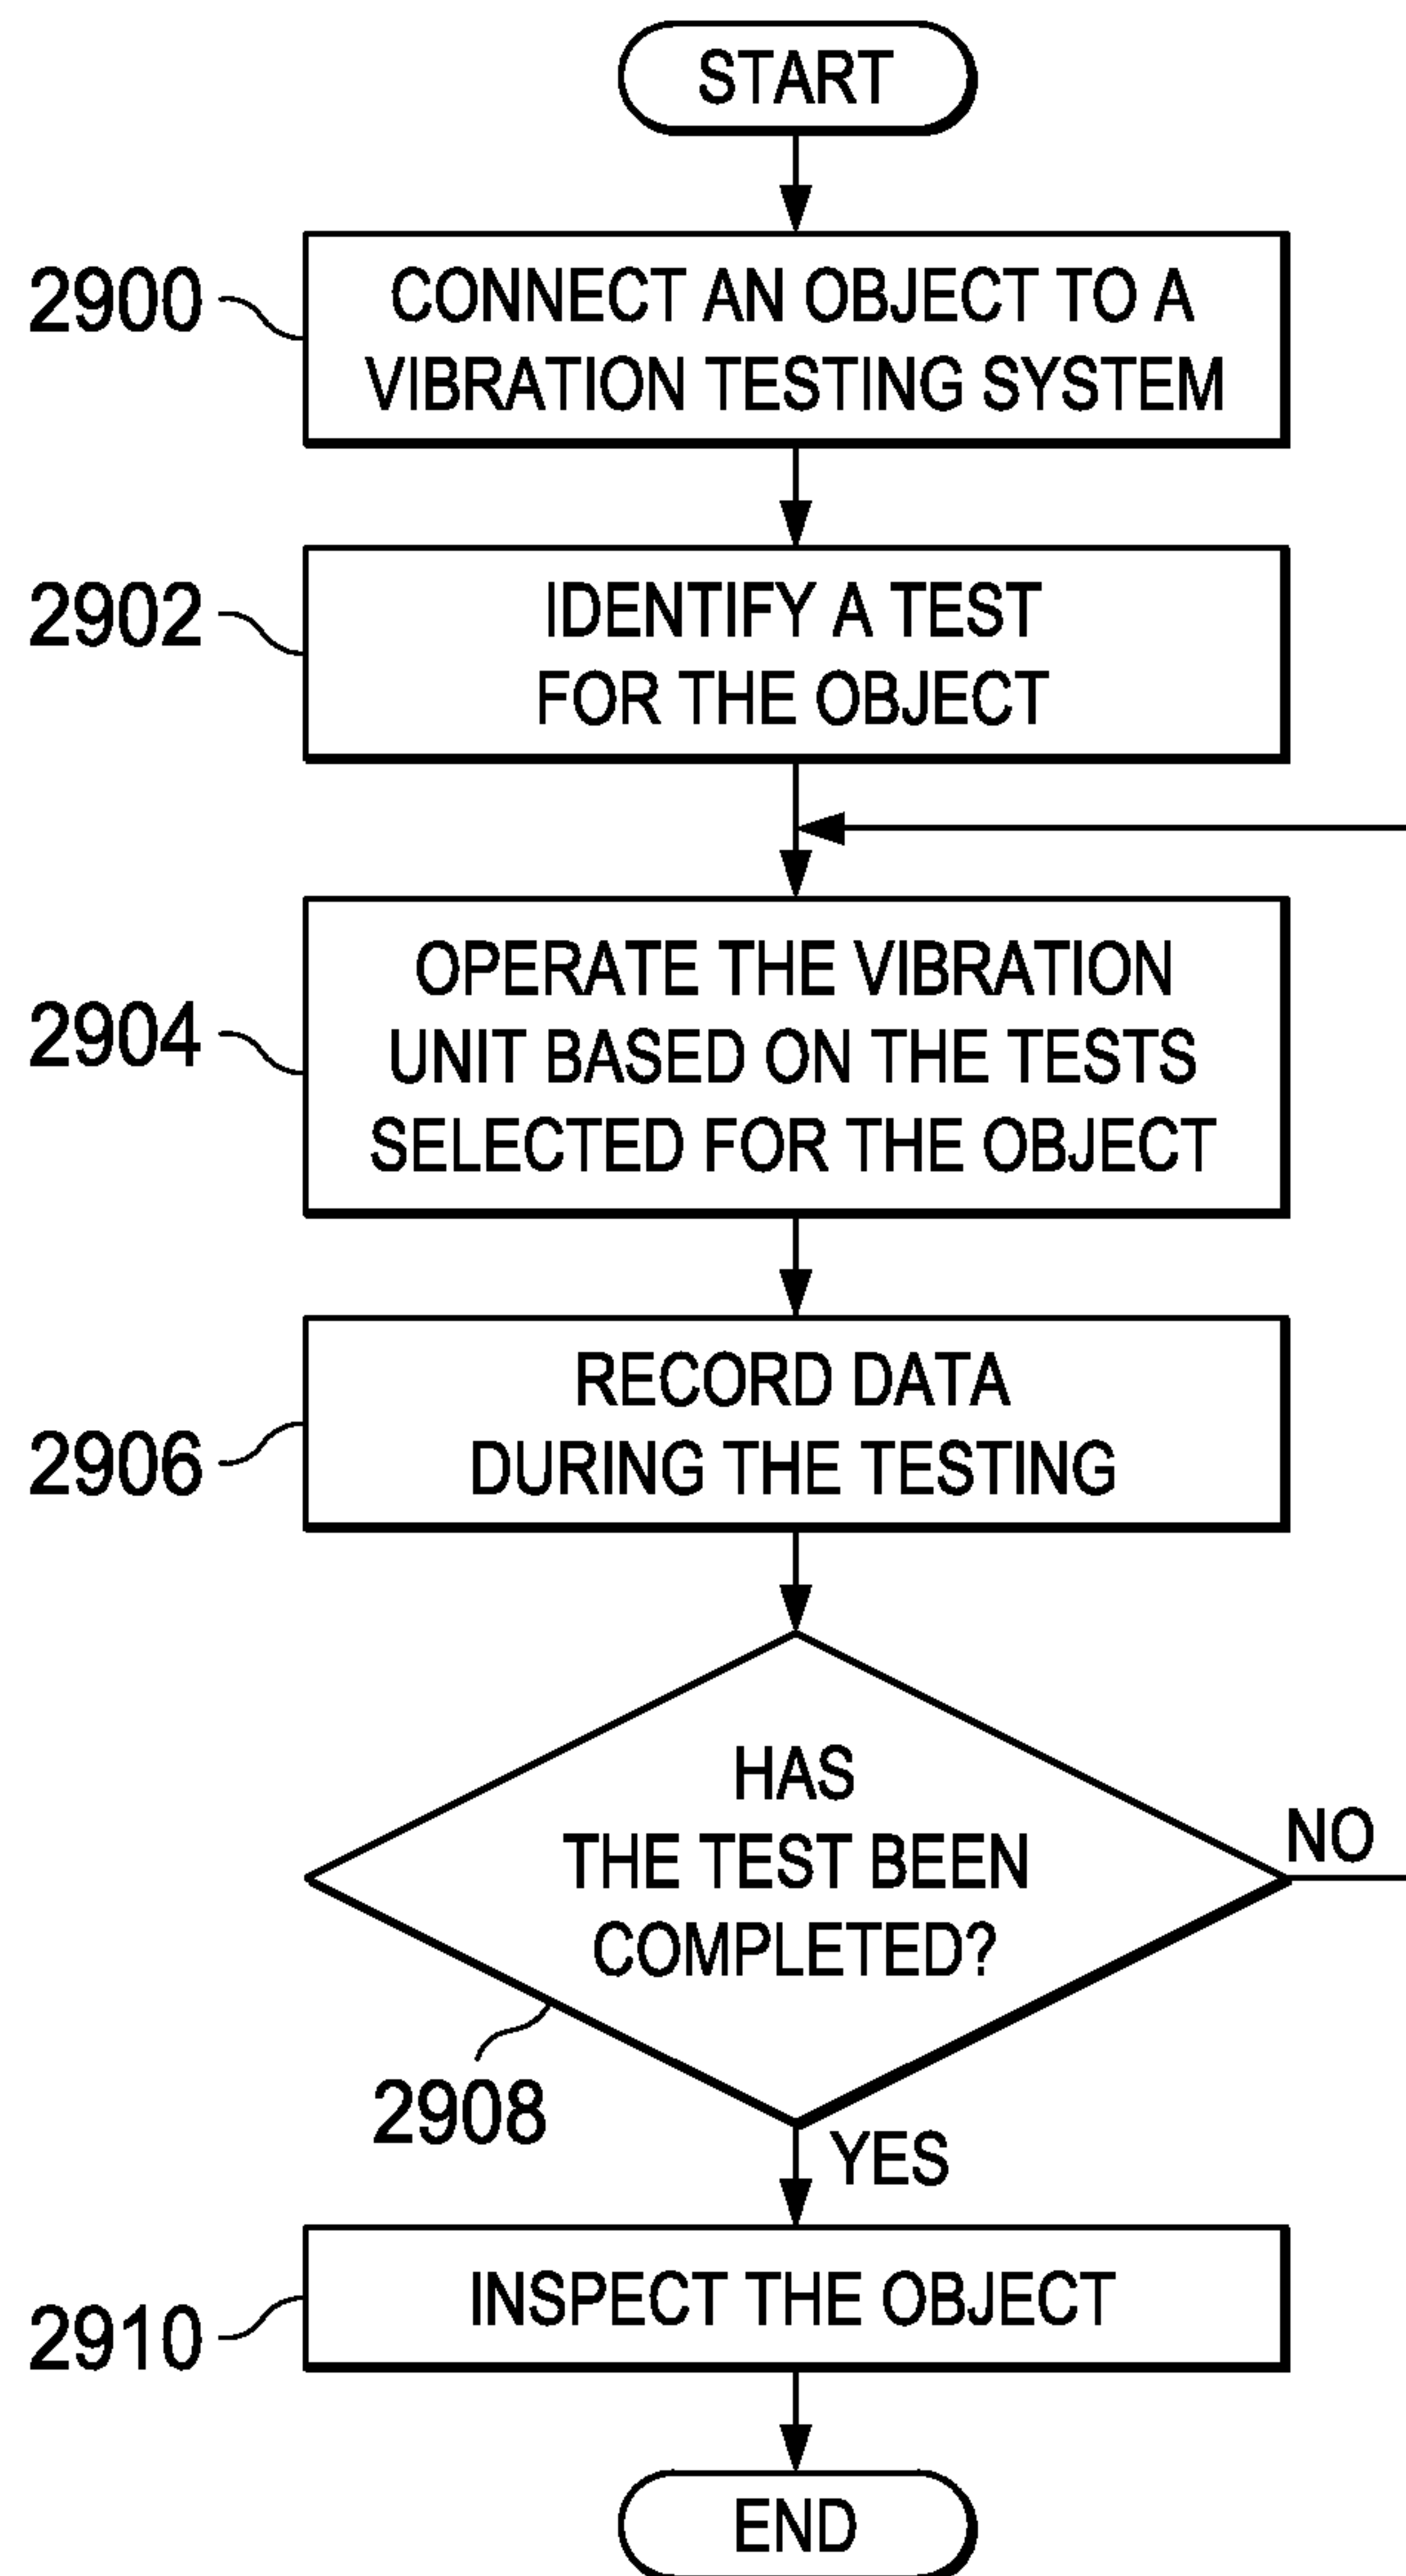 START
2900
CONNECT AN OBJECT TO A
VIBRATION TESTING SYSTEM
2902
IDENTIFY A TEST
FOR THE OBJECT
2904
OPERATE THE VIBRATION
UNIT BASED ON THE TESTS
SELECTED FOR THE OBJECT
2906
RECORD DATA
DURING THE TESTING
HAS
THE TEST BEEN
COMPLETED?
NO
2908
YES
2910
INSPECT THE OBJECT
END